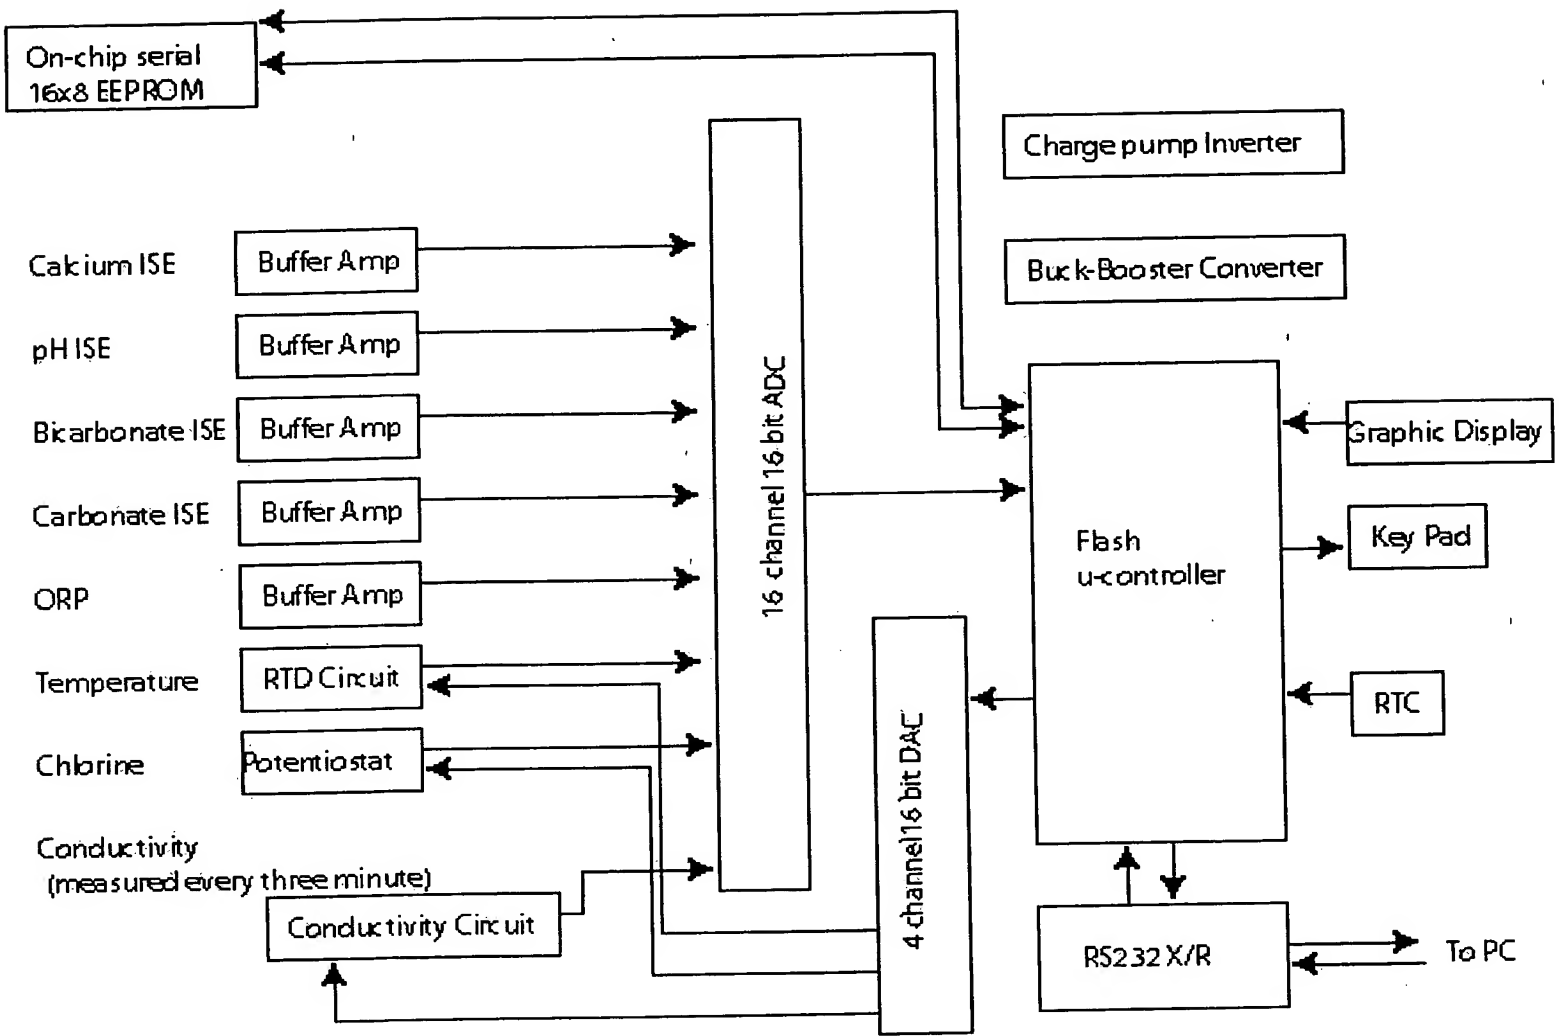 On-chip serial
16x8 EEPROM
Charge pump Inverter
Buck-Booster Converter
Calcium ISE
Buffer Amp
pH ISE
Buffer Amp
Bicarbonate ISE
Buffer Amp
Carbonate ISE
Buffer Amp
ORP
Buffer Amp
Temperature
RTD Circuit
Chlorine
Potentiostat
Conductivity
(measured every three minute)
Conductivity Circuit
16 channel 16 bit ADC
4 channel 16 bit DAC
Flash
u-controller
Graphic Display
Key Pad
RTC
RS232 X/R
To PC